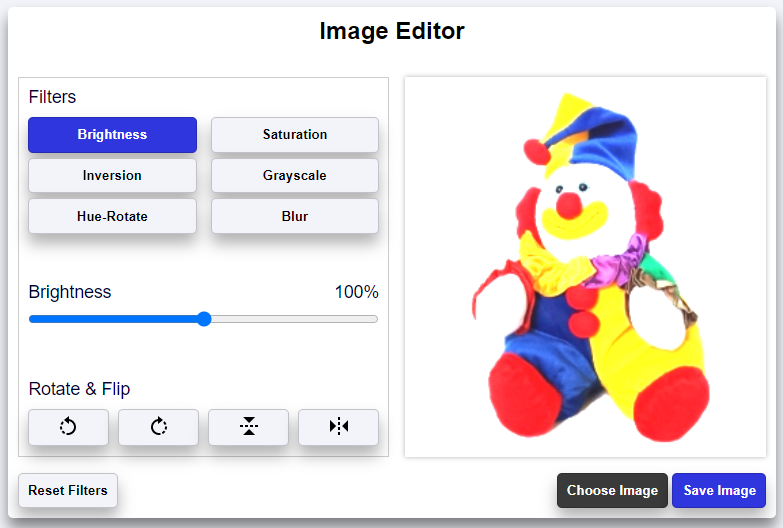 Image Editor
Filters
Brightness
Saturation
Inversion
Grayscale
Hue-Rotate
Blur
Brightness 100%
Rotate & Flip
Reset Filters
Choose Image
Save Image